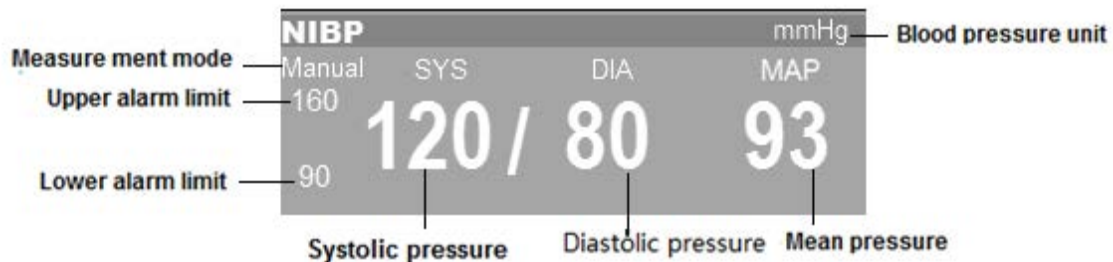 NIBP mmHg Blood pressure unit
Measure ment mode Manual SYS DIA MAP
Upper alarm limit 160
120 / 80 93
Lower alarm limit 90
Systolic pressure Diastolic pressure Mean pressure